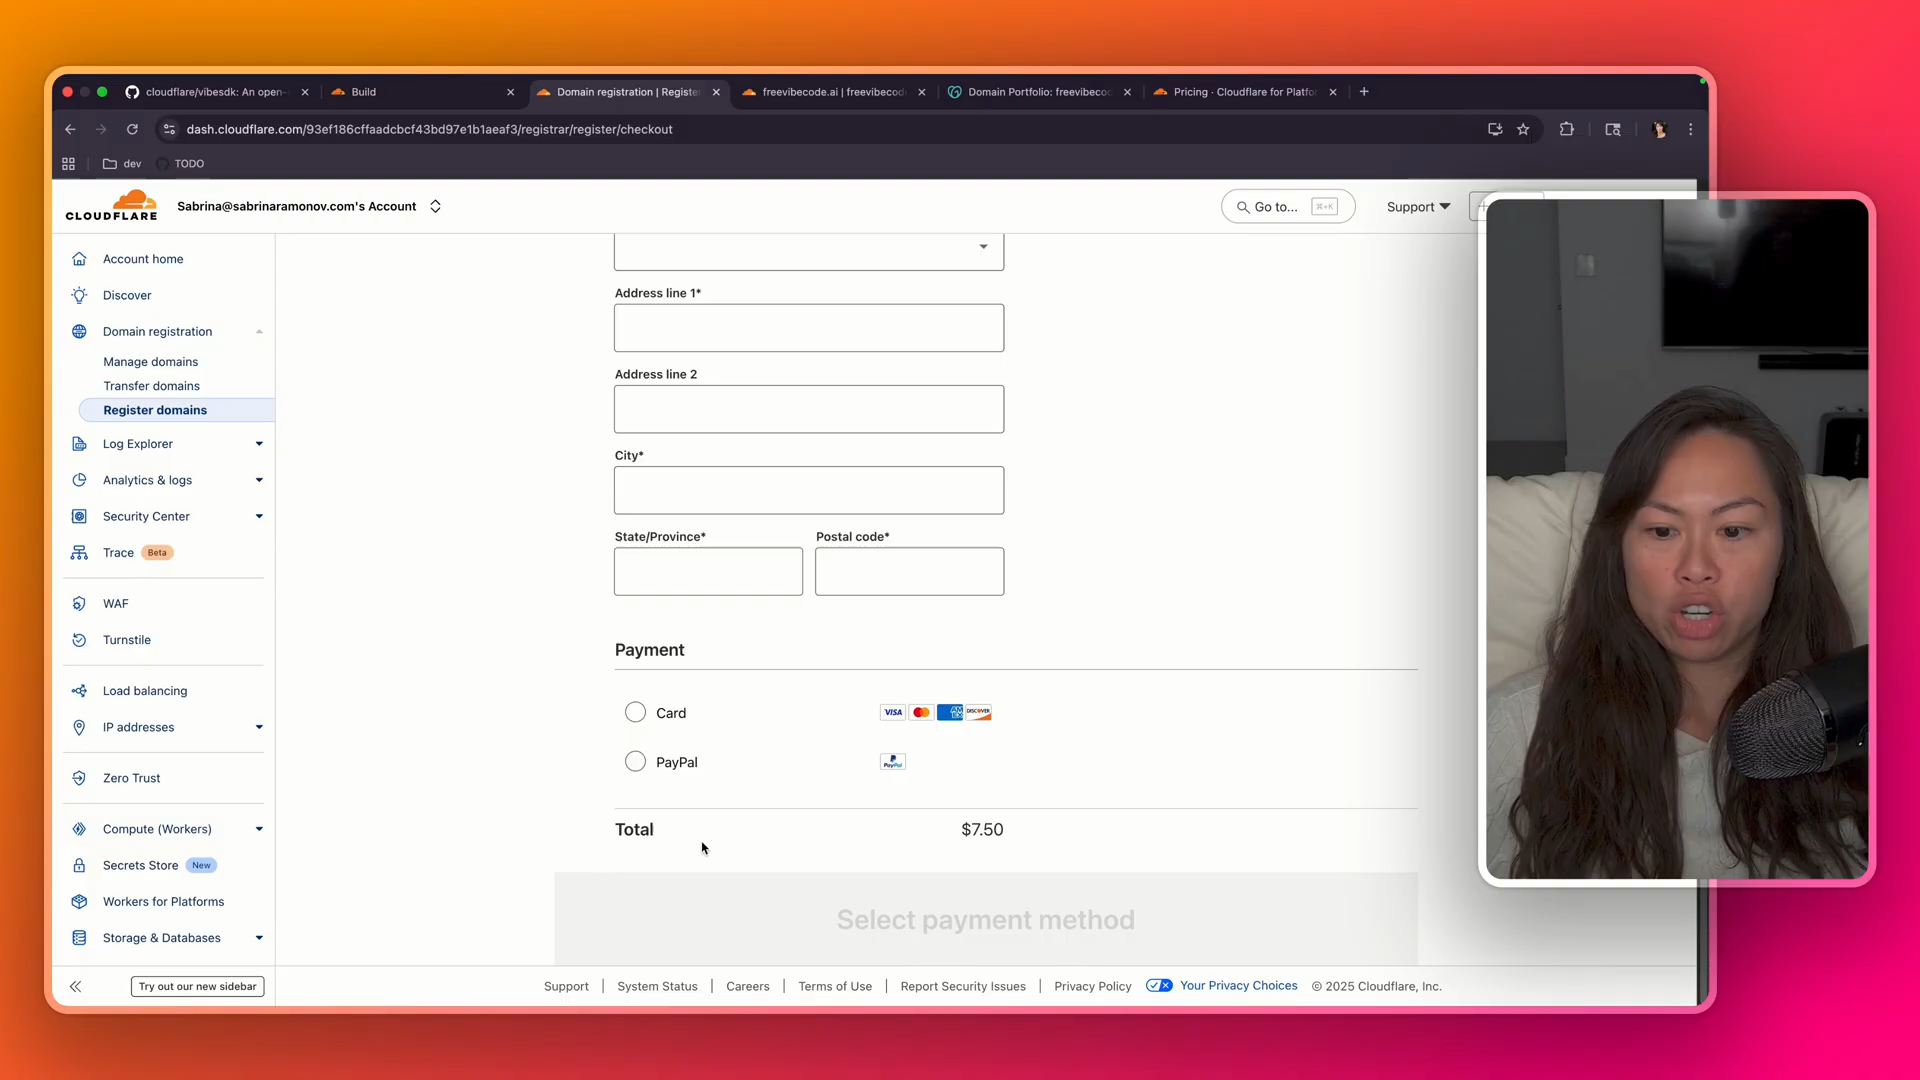 cloudflare/vibesdk: An open-
Build
Domain registration | Registe
freevibecode.ai | freevibecod
Domain Portfolio: freevibeco
Pricing · Cloudflare for Platfo
dash.cloudflare.com/93ef186cffaadcbcf43bd97e1b1aeaf3/registrar/register/checkout
dev
TODO
CLOUDFLARE
Sabrina@sabrinaramonov.com's Account
Go to...
⌘+K
Support
Account home
Discover
Domain registration
Manage domains
Transfer domains
Register domains
Log Explorer
Analytics & logs
Security Center
Trace
Beta
WAF
Turnstile
Load balancing
IP addresses
Zero Trust
Compute (Workers)
Secrets Store
New
Workers for Platforms
Storage & Databases
Try out our new sidebar
Address line 1*
Address line 2
City*
State/Province*
Postal code*
Payment
Card
VISA
AM EX
DISCOVER
PayPal
PayPal
Total
$7.50
Select payment method
Support
System Status
Careers
Terms of Use
Report Security Issues
Privacy Policy
Your Privacy Choices
© 2025 Cloudflare, Inc.